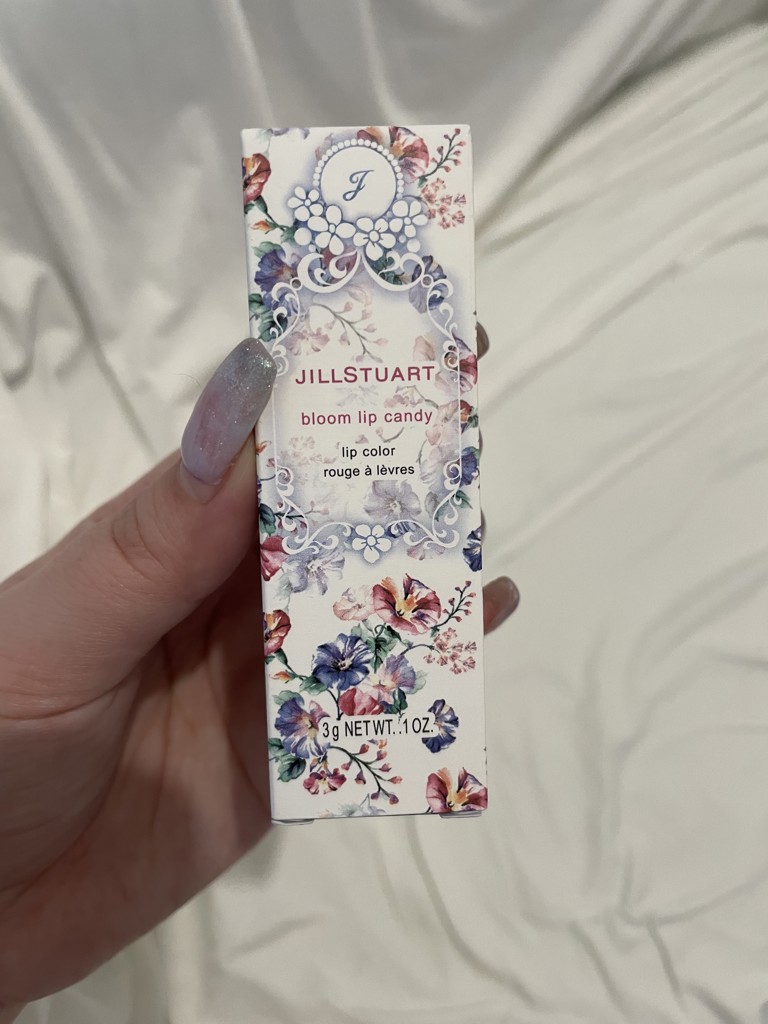 J
JILLSTUART
bloom lip candy
lip color
rouge à lèvres
3g NET WT. .1 OZ.